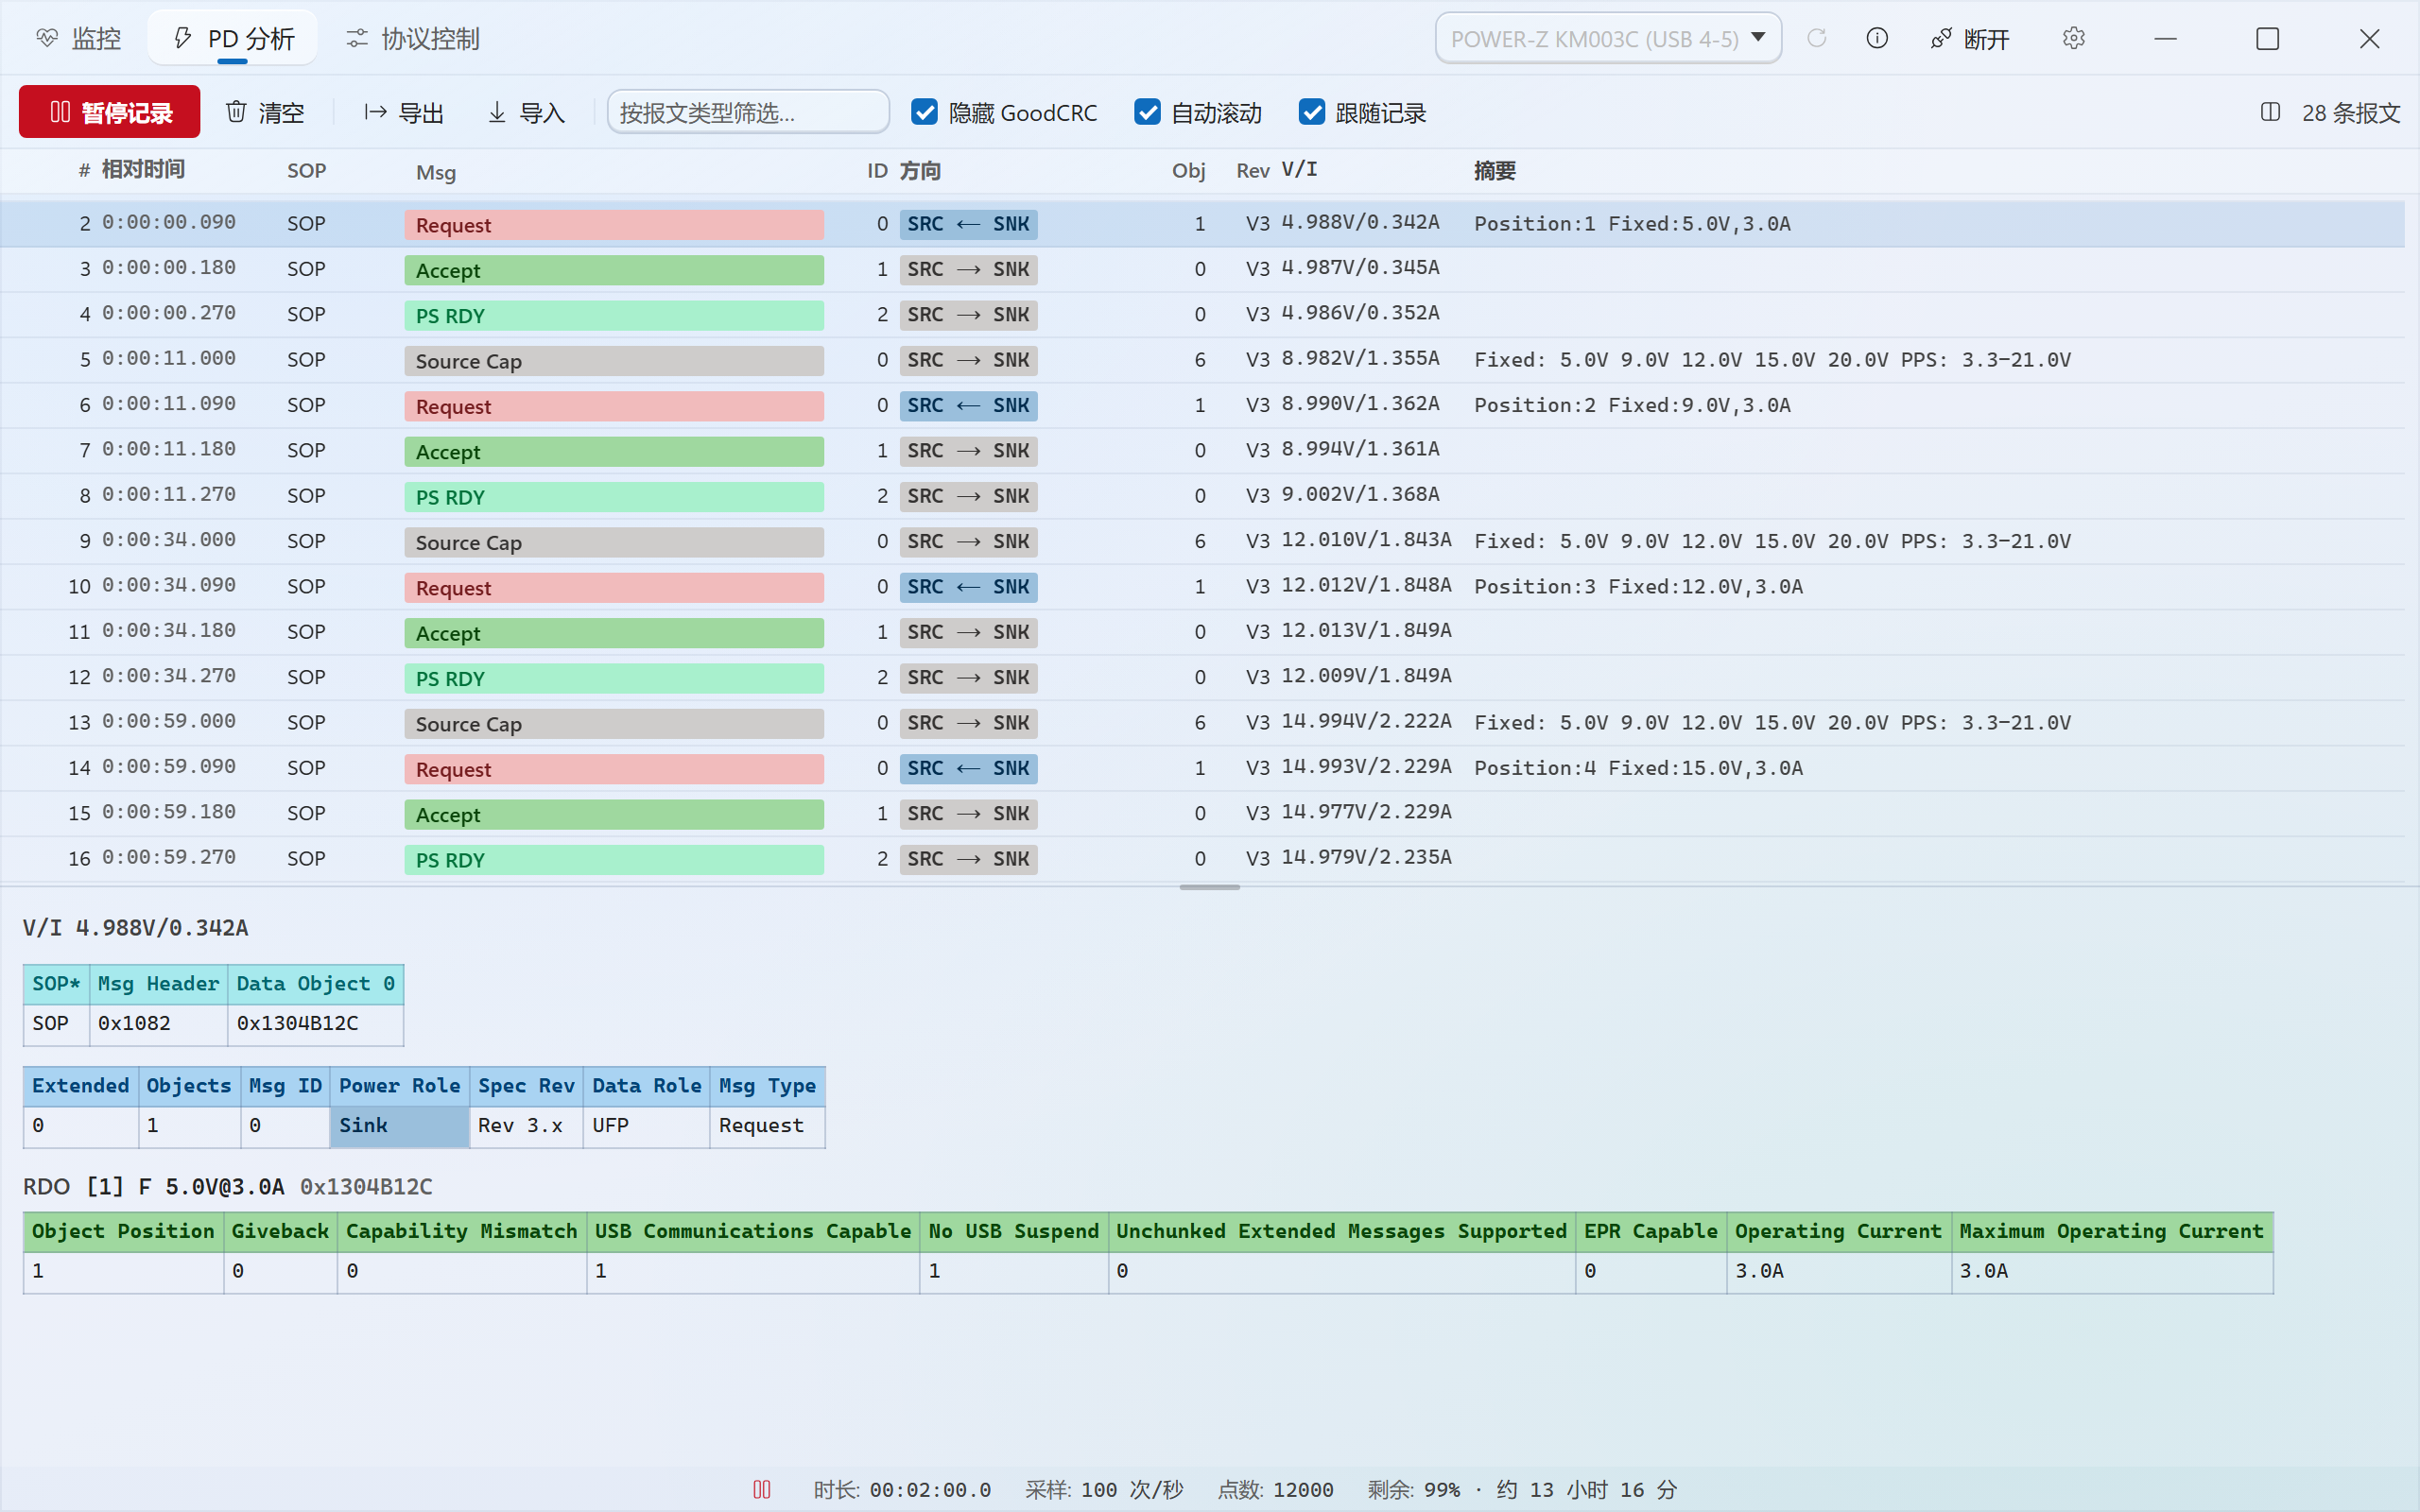 监控 PD 分析 协议控制 POWER-Z KM003C (USB 4-5) 断开
暂停记录 清空 导出 导入 按报文类型筛选... 隐藏 GoodCRC 自动滚动 跟随记录 28 条报文
# 相对时间 SOP Msg ID 方向 Obj Rev V/I 摘要
2 0:00:00.090 SOP Request 0 SRC ⟵ SNK 1 V3 4.988V/0.342A Position:1 Fixed:5.0V,3.0A
3 0:00:00.180 SOP Accept 1 SRC ⟶ SNK 0 V3 4.987V/0.345A
4 0:00:00.270 SOP PS RDY 2 SRC ⟶ SNK 0 V3 4.986V/0.352A
5 0:00:11.000 SOP Source Cap 0 SRC ⟶ SNK 6 V3 8.982V/1.355A Fixed: 5.0V 9.0V 12.0V 15.0V 20.0V PPS: 3.3-21.0V
6 0:00:11.090 SOP Request 0 SRC ⟵ SNK 1 V3 8.990V/1.362A Position:2 Fixed:9.0V,3.0A
7 0:00:11.180 SOP Accept 1 SRC ⟶ SNK 0 V3 8.994V/1.361A
8 0:00:11.270 SOP PS RDY 2 SRC ⟶ SNK 0 V3 9.002V/1.368A
9 0:00:34.000 SOP Source Cap 0 SRC ⟶ SNK 6 V3 12.010V/1.843A Fixed: 5.0V 9.0V 12.0V 15.0V 20.0V PPS: 3.3-21.0V
10 0:00:34.090 SOP Request 0 SRC ⟵ SNK 1 V3 12.012V/1.848A Position:3 Fixed:12.0V,3.0A
11 0:00:34.180 SOP Accept 1 SRC ⟶ SNK 0 V3 12.013V/1.849A
12 0:00:34.270 SOP PS RDY 2 SRC ⟶ SNK 0 V3 12.009V/1.849A
13 0:00:59.000 SOP Source Cap 0 SRC ⟶ SNK 6 V3 14.994V/2.222A Fixed: 5.0V 9.0V 12.0V 15.0V 20.0V PPS: 3.3-21.0V
14 0:00:59.090 SOP Request 0 SRC ⟵ SNK 1 V3 14.993V/2.229A Position:4 Fixed:15.0V,3.0A
15 0:00:59.180 SOP Accept 1 SRC ⟶ SNK 0 V3 14.977V/2.229A
16 0:00:59.270 SOP PS RDY 2 SRC ⟶ SNK 0 V3 14.979V/2.235A
V/I 4.988V/0.342A
SOP* Msg Header Data Object 0
SOP 0x1082 0x1304B12C
Extended Objects Msg ID Power Role Spec Rev Data Role Msg Type
0 1 0 Sink Rev 3.x UFP Request
RDO [1] F 5.0V@3.0A 0x1304B12C
Object Position Giveback Capability Mismatch USB Communications Capable No USB Suspend Unchunked Extended Messages Supported EPR Capable Operating Current Maximum Operating Current
1 0 0 1 1 0 0 3.0A 3.0A
时长: 00:02:00.0 采样: 100 次/秒 点数: 12000 剩余: 99% · 约 13 小时 16 分